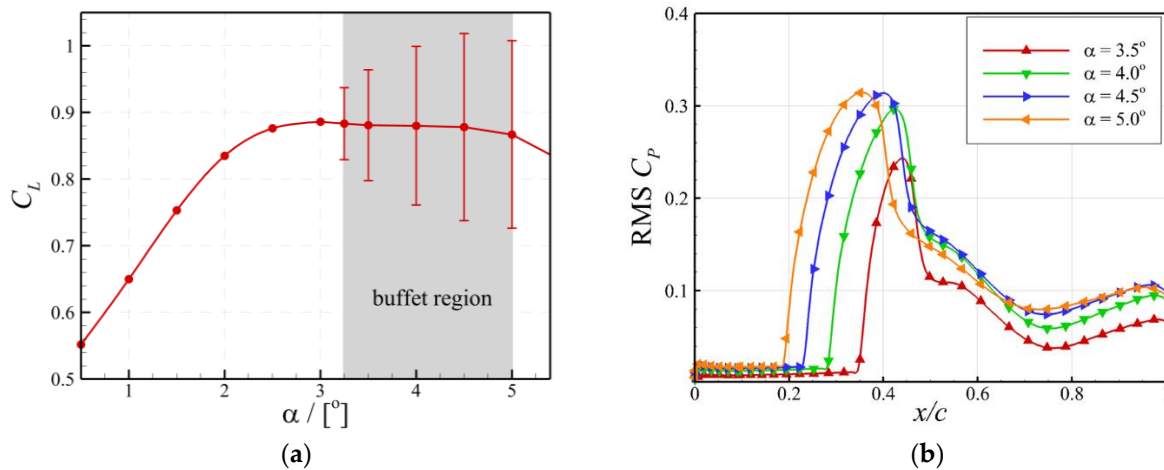 1
0.9
0.8
0.7
0.6
0.5
C_L
buffet region
1
2
3
4
5
α / [°]
(a)
0.4
0.3
0.2
0.1
0
RMS C_P
α = 3.5°
α = 4.0°
α = 4.5°
α = 5.0°
0
0.2
0.4
0.6
0.8
x/c
(b)